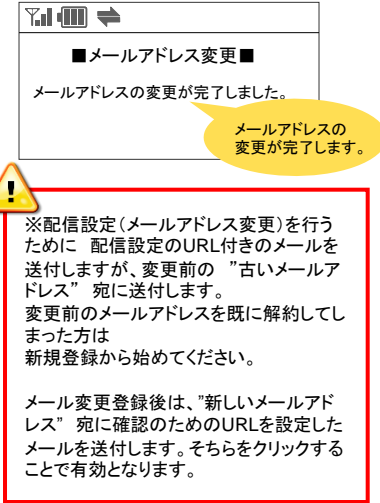 ■メールアドレス変更■
メールアドレスの変更が完了しました。
メールアドレスの
変更が完了します。
※配信設定（メールアドレス変更）を行う
ために　配信設定のURL付きのメールを
送付しますが、変更前の　”古いメールア
ドレス”　宛に送付します。
変更前のメールアドレスを既に解約してし
まった方は
新規登録から始めてください。
メール変更登録後は、”新しいメールアド
レス”　宛に確認のためのURLを設定した
メールを送付します。そちらをクリックする
ことで有効となります。